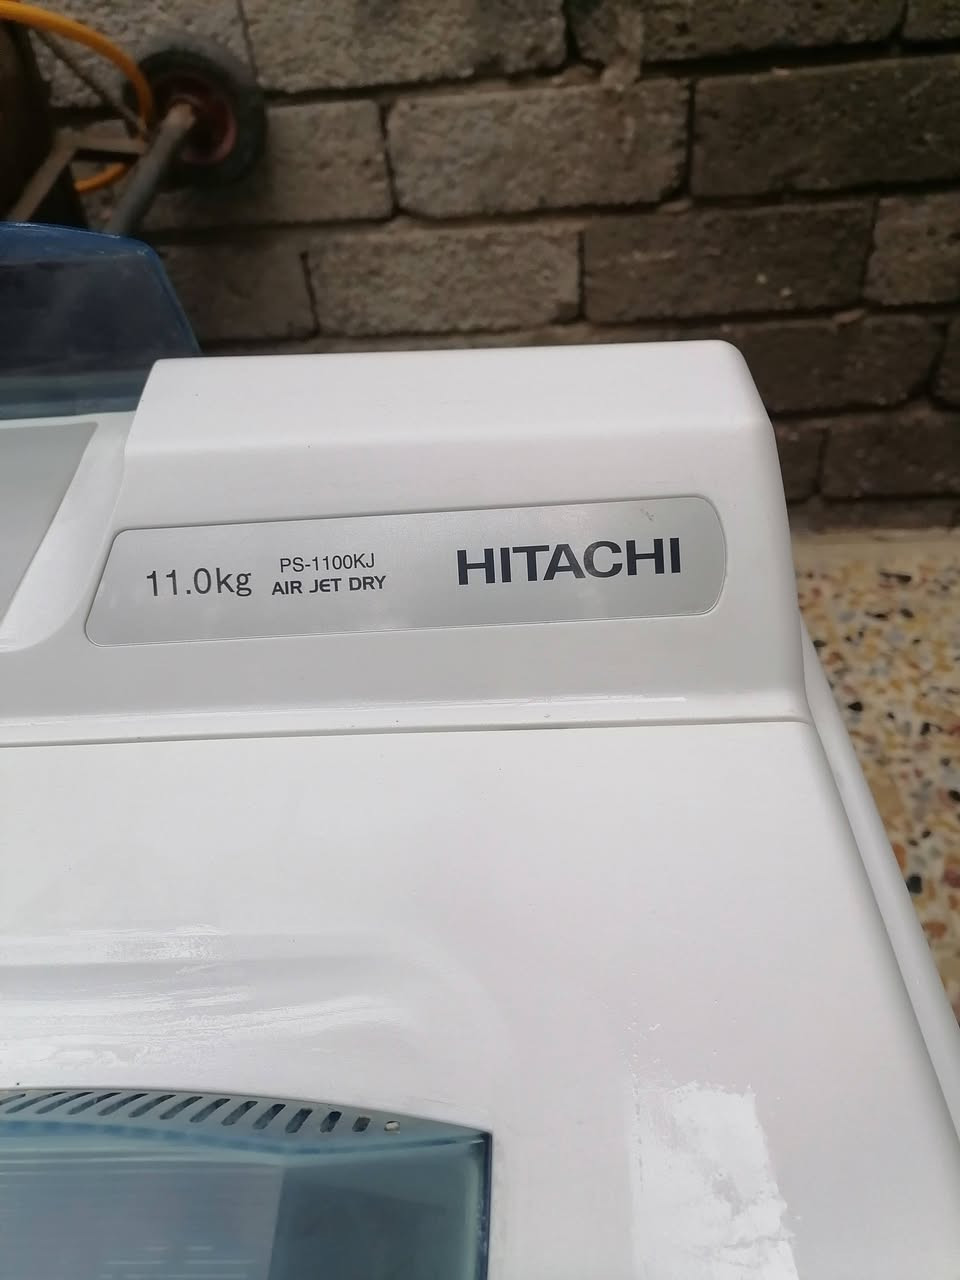 11.0kg
PS-1100KJ
AIR JET DRY
HITACHI